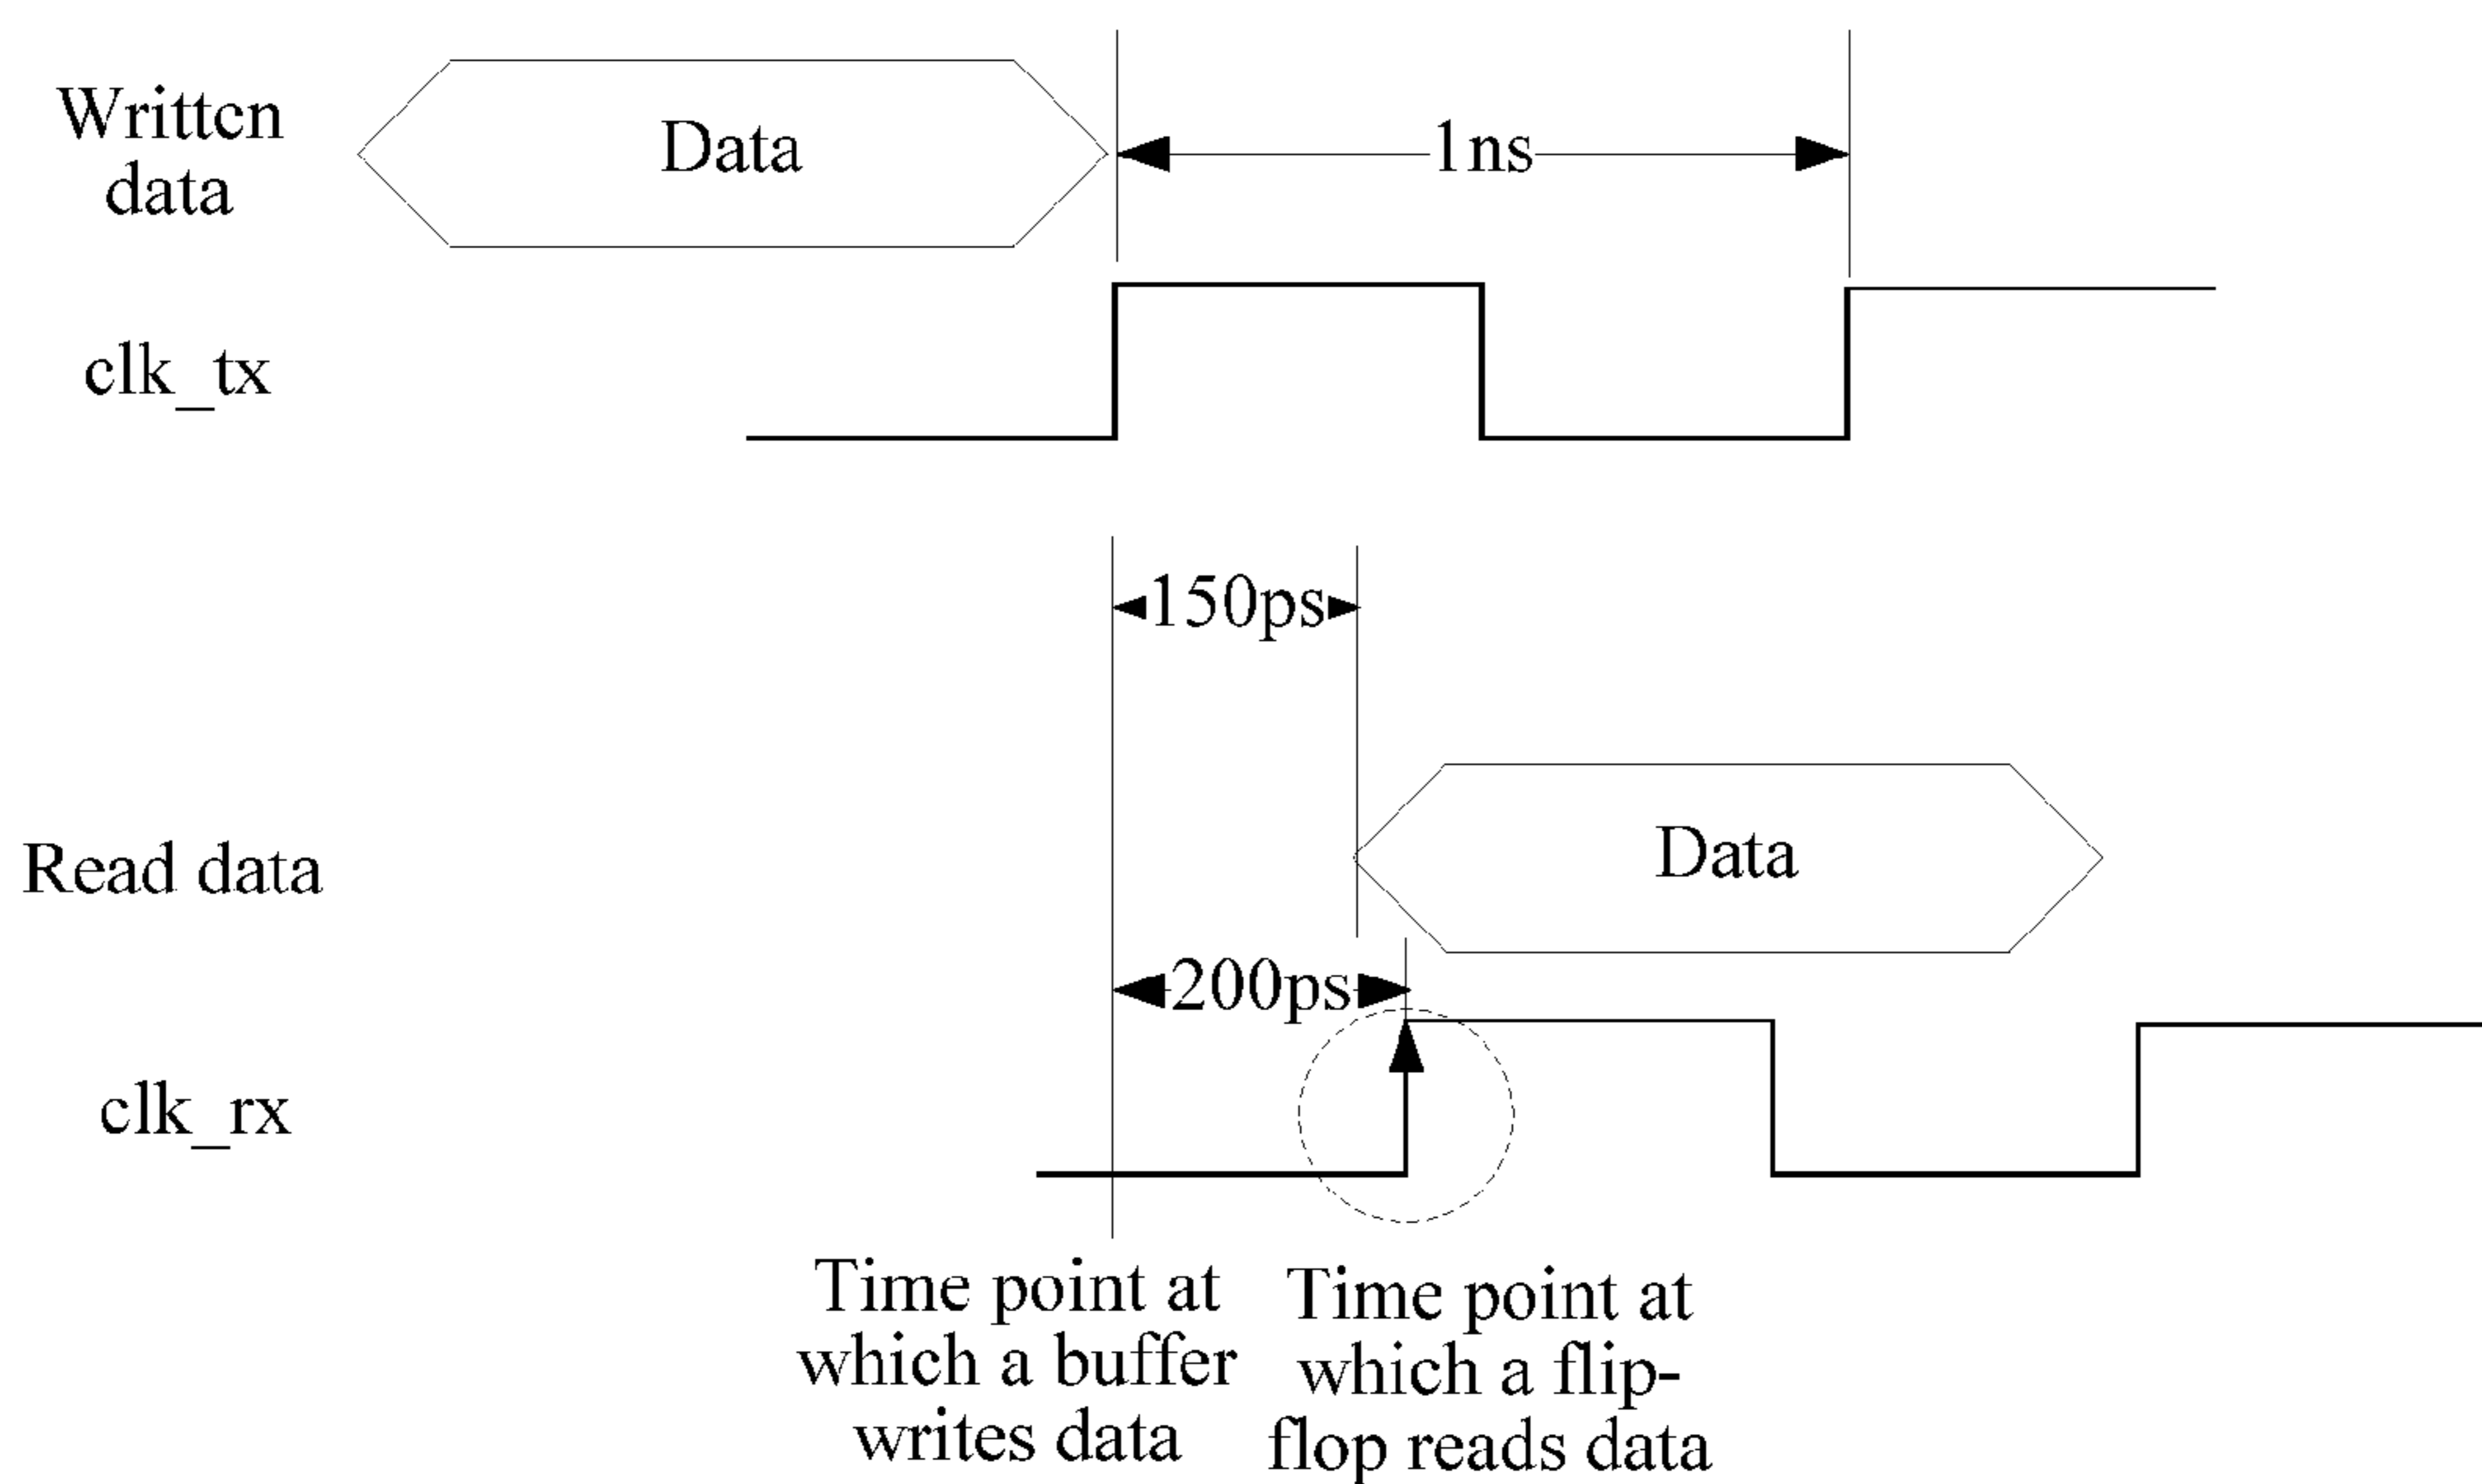 Written
data
Data
1ns
clk_tx
150ps
Data
Read data
200ps
clk_rx
Time point at
which a buffer
writes data
Time point at
which a flip-
flop reads data